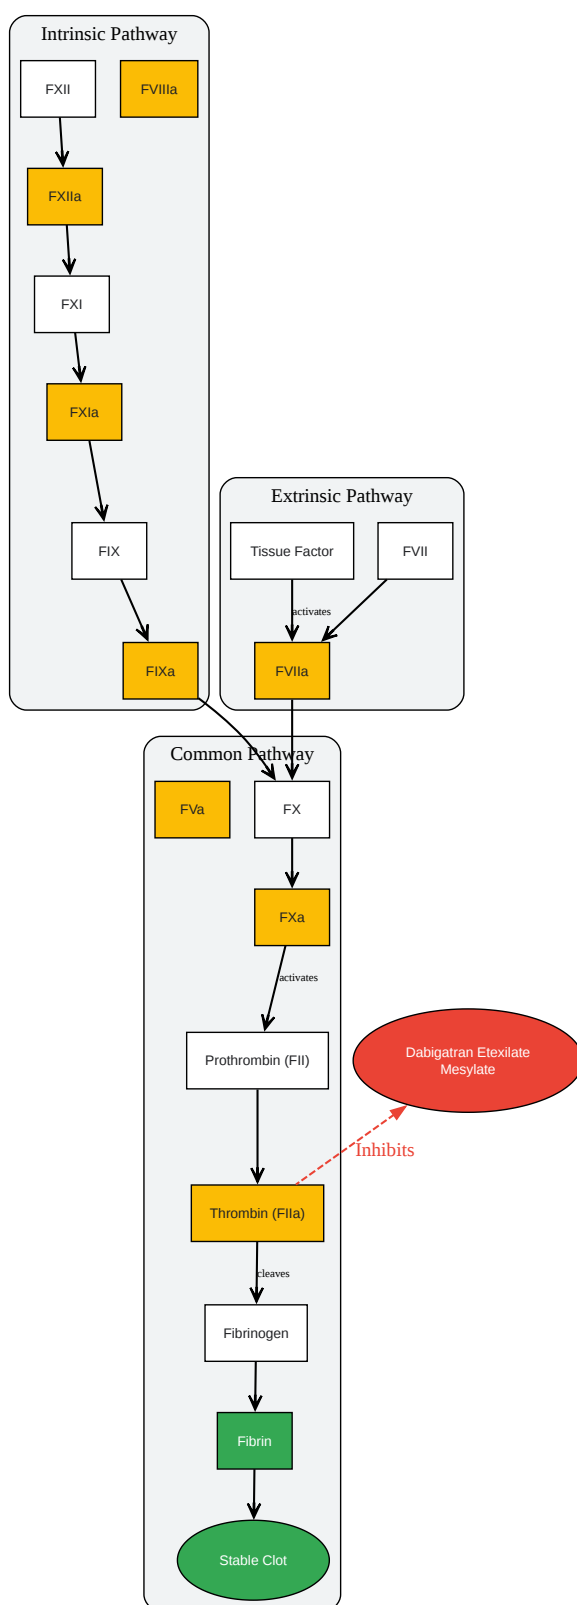 Intrinsic Pathway
FXII
FVIIIa
FXIIa
FXI
FXIa
FIX
FIXa
Extrinsic Pathway
Tissue Factor
FVII
activates
FVIIa
Common Pathway
FVa
FX
FXa
activates
Prothrombin (FII)
Dabigatran Etexilate
Mesylate
Inhibits
Thrombin (FIIa)
cleaves
Fibrinogen
Fibrin
Stable Clot